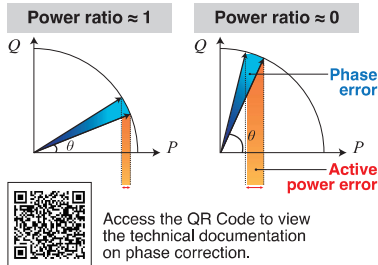 Power ratio ≈ 1
Power ratio ≈ 0
Q
θ
P
Q
θ
P
Phase
error
Active
power error
Access the QR Code to view
the technical documentation
on phase correction.